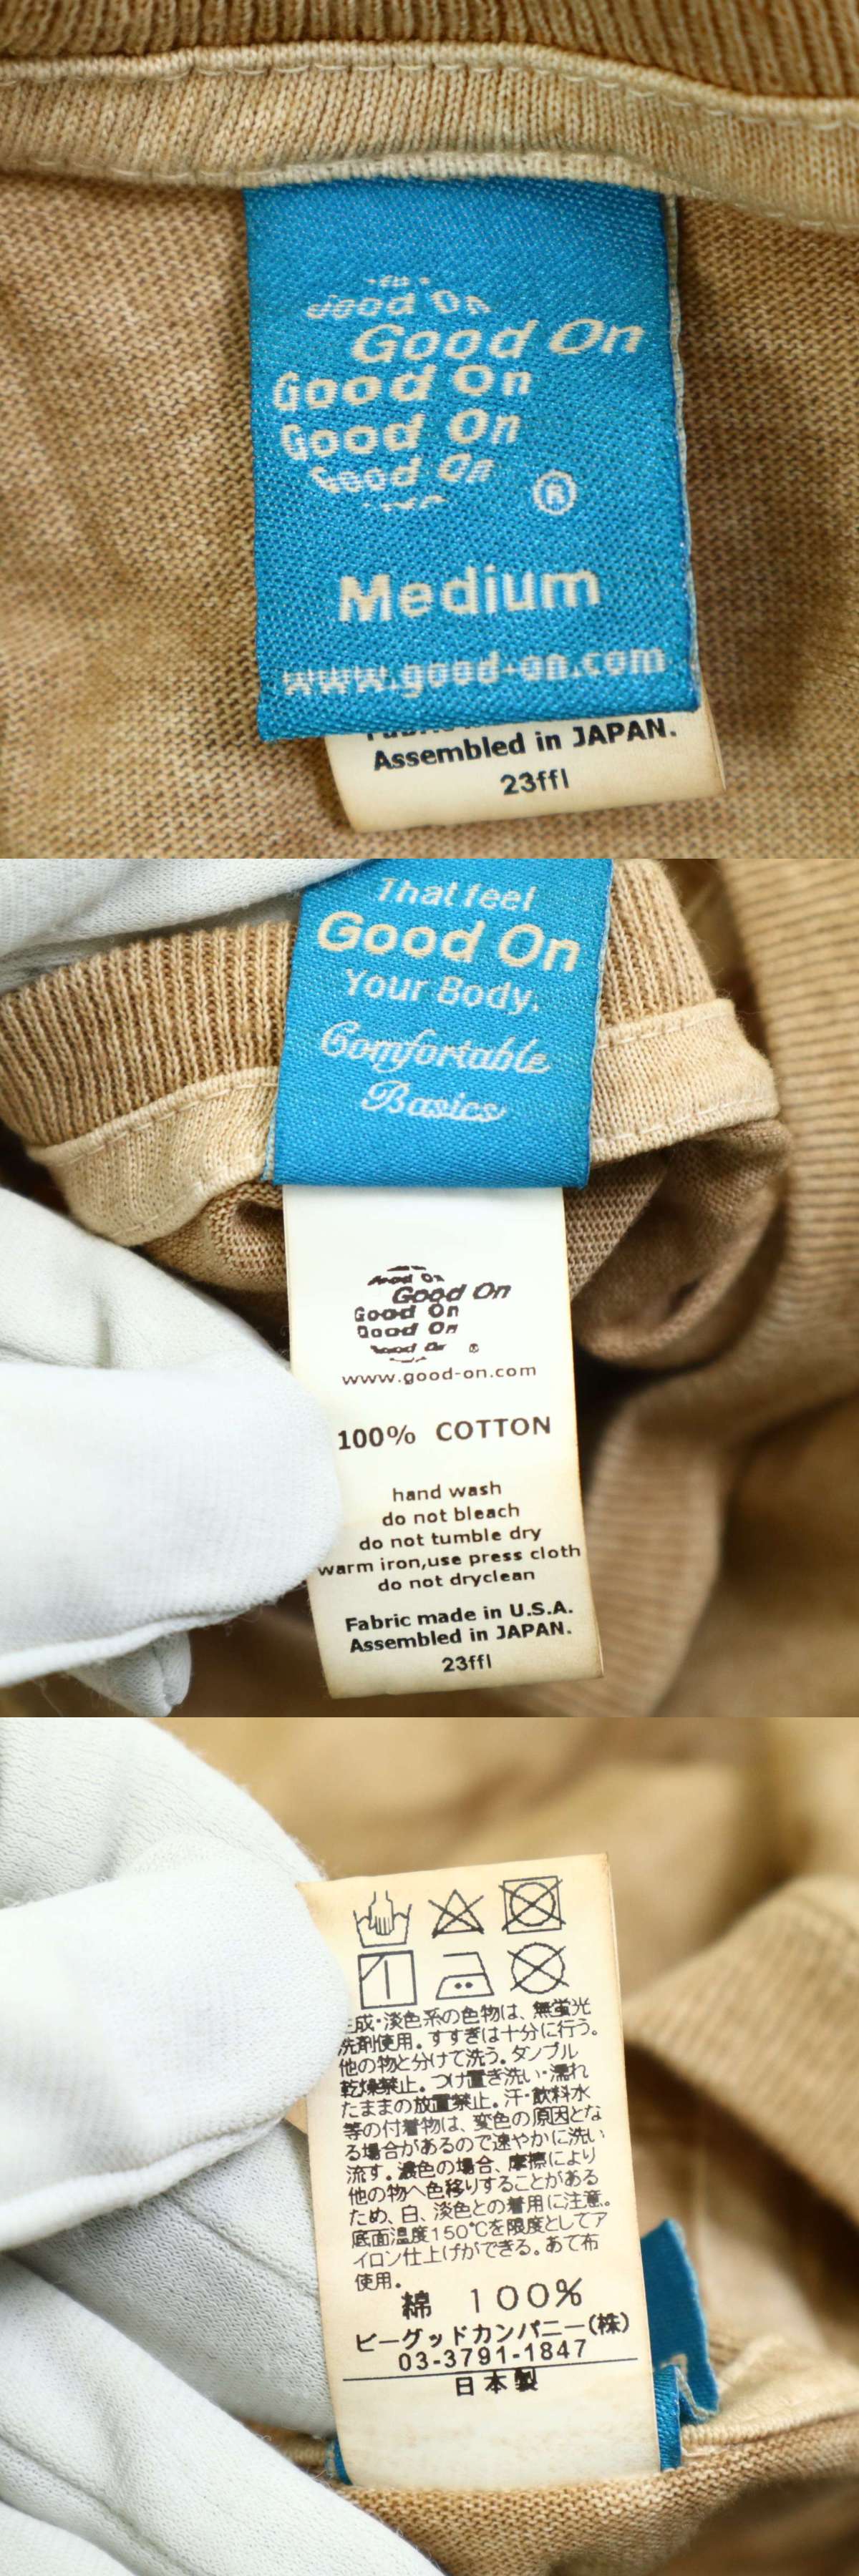 Good On
Good On
Good On
Good On
Good On
®
Medium
www.good-on.com
Assembled in JAPAN.
23ffl
That feel
Good On
Your Body.
Comfortable
Basics
Good On
Good On
Good On
Good On
Good On
®
www.good-on.com
100% COTTON
hand wash
do not bleach
do not tumble dry
warm iron,use press cloth
do not dryclean
Fabric made in U.S.A.
Assembled in JAPAN.
23ffl
成・淡色系の色物は、無蛍光
洗剤使用。すすぎは十分に行う。
他の物と分けて洗う。タンブル
乾燥禁止。つけ置き洗い・濡れ
たままの放置禁止。汗・飲料水
等の付着物は、変色の原因とな
る場合があるので速やかに洗い
流す。濃色の場合、摩擦により
他の物へ色移りすることがある
ため、白、淡色との着用に注意。
底面温度150℃を限度としてア
イロン仕上げができる。あて布
使用。
綿 100%
ビーグッドカンパニー(株)
03-3791-1847
日本製